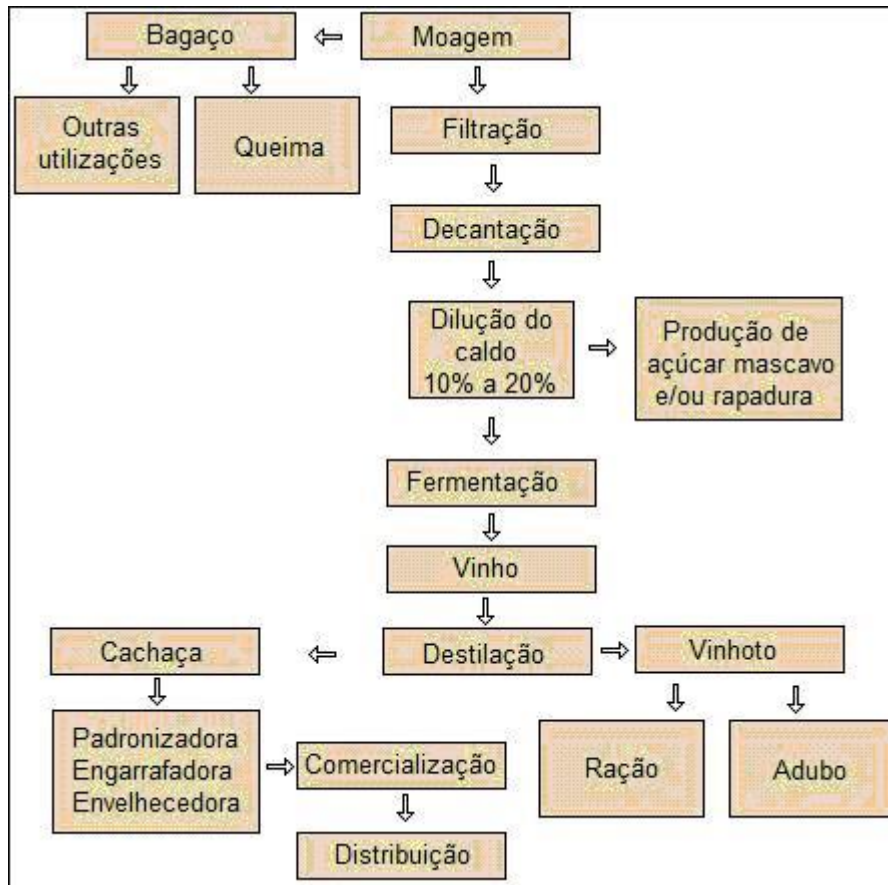 Bagaço
Moagem
Outras
utilizações
Queima
Filtração
Decantação
Diluição do
caldo
10% a 20%
Produção de
açúcar mascavo
e/ou rapadura
Fermentação
Vinho
Cachaça
Destilação
Vinhoto
Padronizadora
Engarrafadora
Envelhecedora
Comercialização
Ração
Adubo
Distribuição